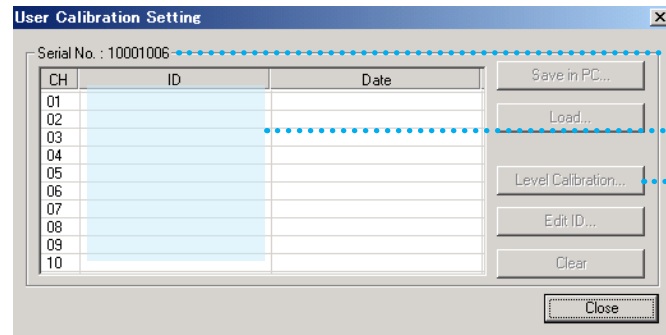 User Calibration Setting
Serial No. : 10001006
CH ID Date
Save in PC...
01
02
Load...
03
04
05
Level Calibration...
06
07
08
Edit ID...
09
10
Clear
Close